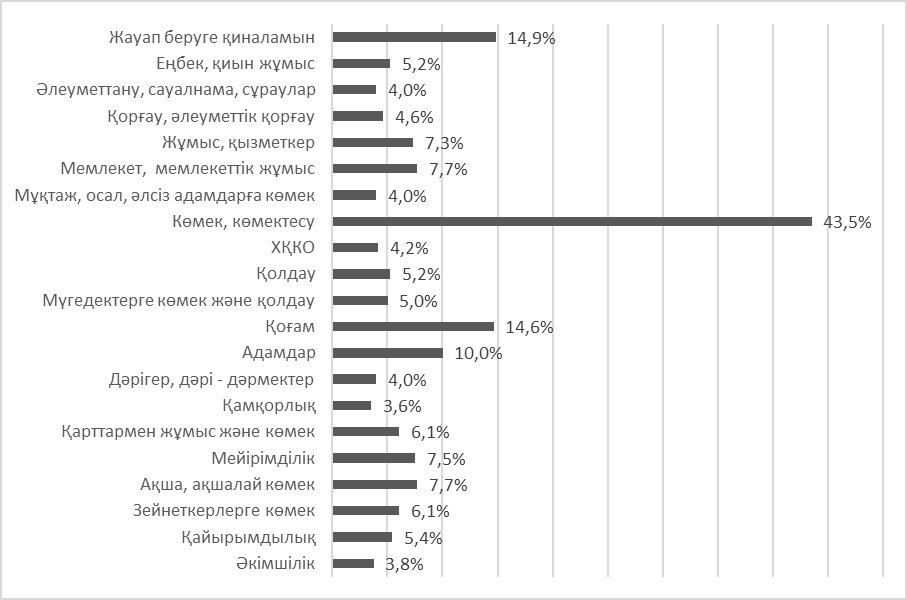 Жауап беруге қиналамын 14,9%
Еңбек, қиын жұмыс 5,2%
Әлеуметтану, сауалнама, сұраулар 4,0%
Қорғау, әлеуметтік қорғау 4,6%
Жұмыс, қызметкер 7,3%
Мемлекет, мемлекеттік жұмыс 7,7%
Мұқтаж, осал, әлсіз адамдарға көмек 4,0%
Көмек, көмектесу 43,5%
ХҚКО 4,2%
Қолдау 5,2%
Мүгедектерге көмек және қолдау 5,0%
Қоғам 14,6%
Адамдар 10,0%
Дәрігер, дәрі - дәрмектер 4,0%
Қамқорлық 3,6%
Қарттармен жұмыс және көмек 6,1%
Мейірімділік 7,5%
Ақша, ақшалай көмек 7,7%
Зейнеткерлерге көмек 6,1%
Қайырымдылық 5,4%
Әкімшілік 3,8%